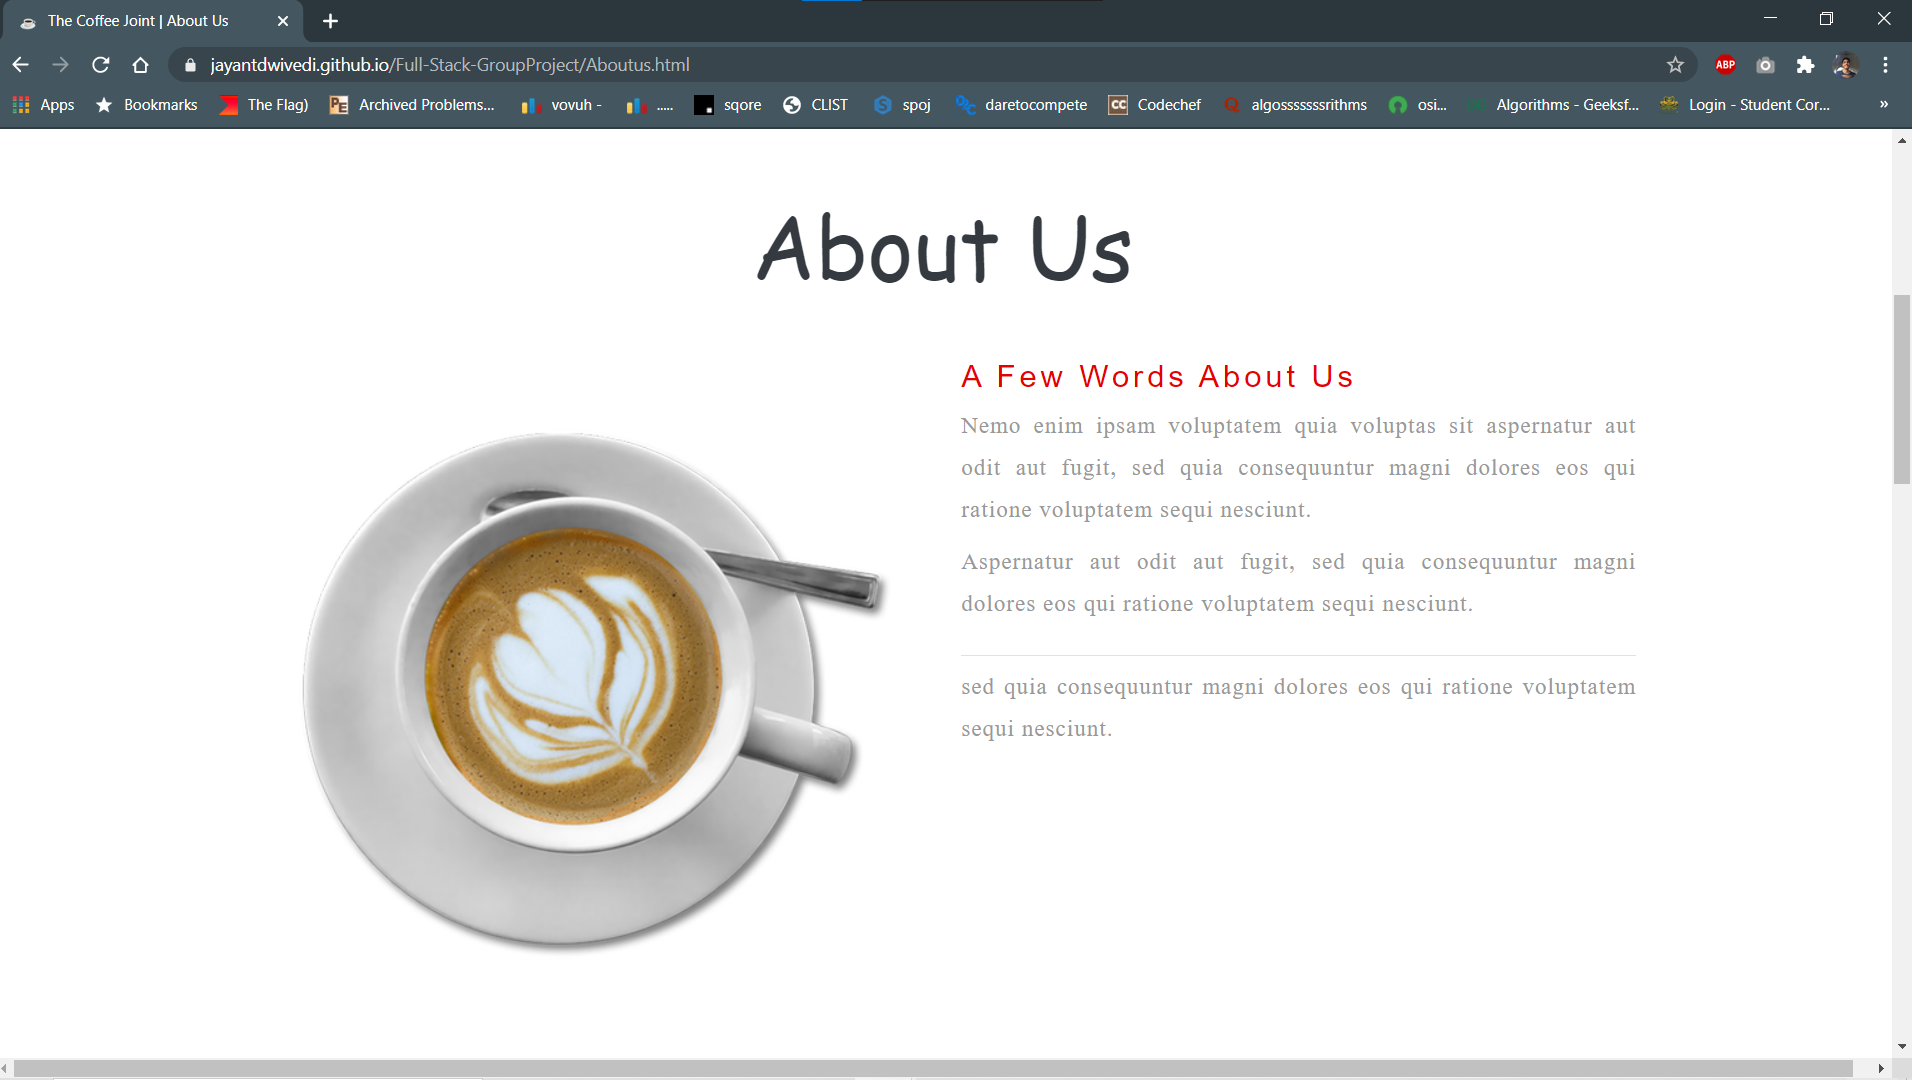 The Coffee Joint | About Us
jayantdwivedi.github.io/Full-Stack-GroupProject/Aboutus.html
ABP
Apps Bookmarks The Flag) PE Archived Problems... vovuh - ..... sqore CLIST S spoj daretocompete CC Codechef Q algosssssssrithms osi... Algorithms - Geeksf... Login - Student Cor... »
About Us
A Few Words About Us
Nemo enim ipsam voluptatem quia voluptas sit aspernatur aut
odit aut fugit, sed quia consequuntur magni dolores eos qui
ratione voluptatem sequi nesciunt.
Aspernatur aut odit aut fugit, sed quia consequuntur magni
dolores eos qui ratione voluptatem sequi nesciunt.
sed quia consequuntur magni dolores eos qui ratione voluptatem
sequi nesciunt.